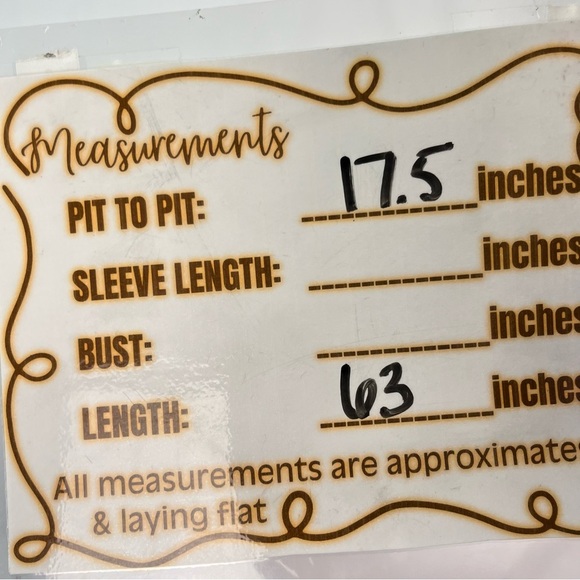 Measurements
PIT TO PIT: 17.5 inches
SLEEVE LENGTH: inches
BUST: inches
LENGTH: 63 inches
All measurements are approximate
& laying flat